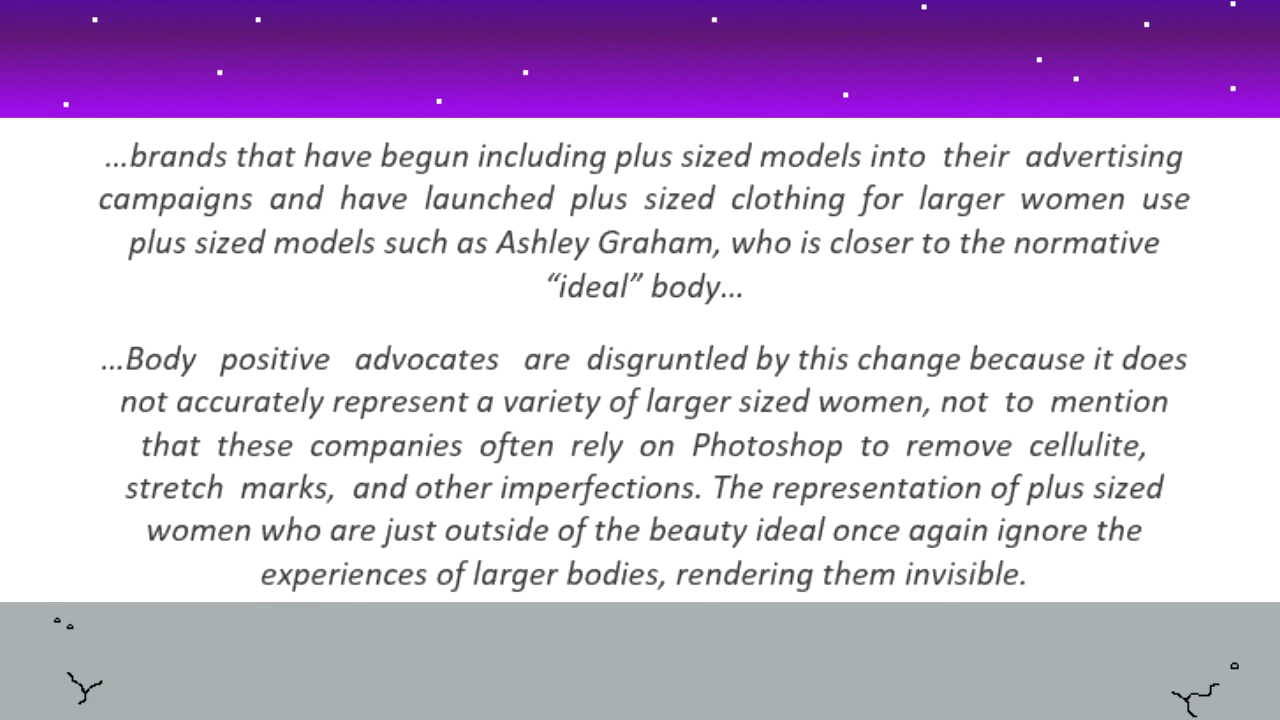 ...brands that have begun including plus sized models into their advertising
campaigns and have launched plus sized clothing for larger women use
plus sized models such as Ashley Graham, who is closer to the normative
“ideal” body...
...Body positive advocates are disgruntled by this change because it does
not accurately represent a variety of larger sized women, not to mention
that these companies often rely on Photoshop to remove cellulite,
stretch marks, and other imperfections. The representation of plus sized
women who are just outside of the beauty ideal once again ignore the
experiences of larger bodies, rendering them invisible.